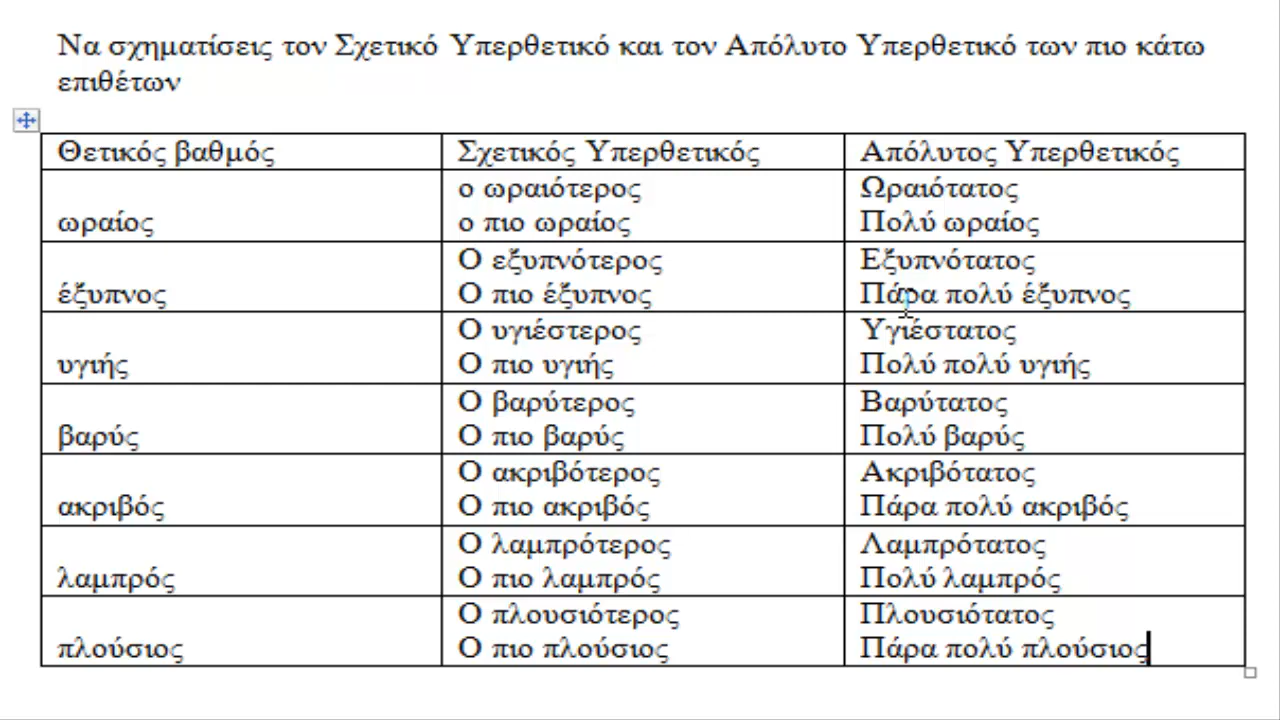 Να σχηματίσεις τον Σχετικό Υπερθετικό και τον Απόλυτο Υπερθετικό των πιο κάτω
επιθέτων
Θετικός βαθμός Σχετικός Υπερθετικός Απόλυτος Υπερθετικός
ο ωραιότερος Ωραιότατος
ωραίος ο πιο ωραίος Πολύ ωραίος
Ο εξυπνότερος Εξυπνότατος
έξυπνος Ο πιο έξυπνος Πάρα πολύ έξυπνος
Ο υγιέστερος Υγιέστατος
υγιής Ο πιο υγιής Πολύ πολύ υγιής
Ο βαρύτερος Βαρύτατος
βαρύς Ο πιο βαρύς Πολύ βαρύς
Ο ακριβότερος Ακριβότατος
ακριβός Ο πιο ακριβός Πάρα πολύ ακριβός
Ο λαμπρότερος Λαμπρότατος
λαμπρός Ο πιο λαμπρός Πολύ λαμπρός
Ο πλουσιότερος Πλουσιότατος
πλούσιος Ο πιο πλούσιος Πάρα πολύ πλούσιος